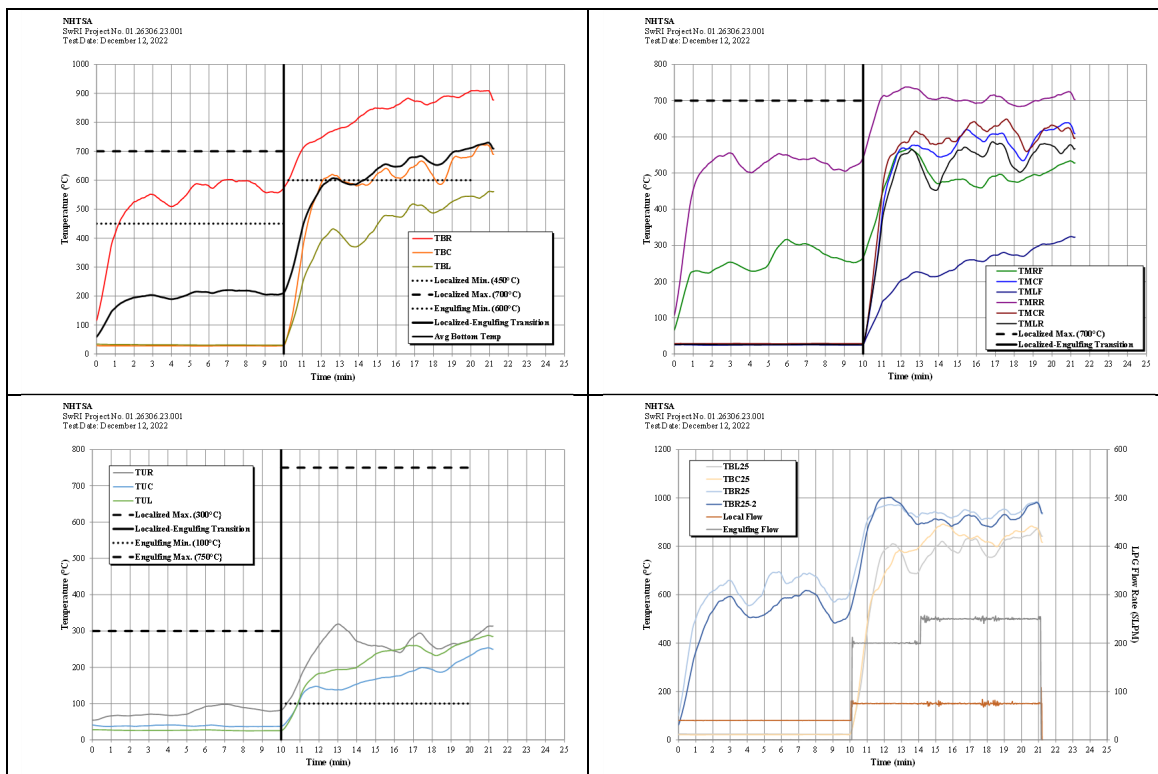 NHTSA
SwRI Project No. 01.26306.23.001
Test Date: December 12, 2022
1000
900
800
700
600
500
400
300
200
100
0
Temperature (°C)
TBR
TBC
TBL
Localized Min. (450°C)
Localized Max. (700°C)
Engulfing Min. (600°C)
Localized-Engulfing Transition
Avg Bottom Temp
0 1 2 3 4 5 6 7 8 9 10 11 12 13 14 15 16 17 18 19 20 21 22 23 24 25
Time (min)
NHTSA
SwRI Project No. 01.26306.23.001
Test Date: December 12, 2022
800
700
600
500
400
300
200
100
0
Temperature (°C)
TMRF
TMCF
TMLF
TMRR
TMCR
TMLR
Localized Max. (700°C)
Localized-Engulfing Transition
0 1 2 3 4 5 6 7 8 9 10 11 12 13 14 15 16 17 18 19 20 21 22 23 24 25
Time (min)
NHTSA
SwRI Project No. 01.26306.23.001
Test Date: December 12, 2022
800
700
600
500
400
300
200
100
0
Temperature (°C)
TUR
TUC
TUL
Localized Max. (300°C)
Localized-Engulfing Transition
Engulfing Min. (100°C)
Engulfing Max. (750°C)
0 1 2 3 4 5 6 7 8 9 10 11 12 13 14 15 16 17 18 19 20 21 22 23 24 25
Time (min)
NHTSA
SwRI Project No. 01.26306.23.001
Test Date: December 12, 2022
1200
1000
800
600
400
200
0
Temperature (°C)
TBL25
TBC25
TBR25
TBR25-2
Local Flow
Engulfing Flow
600
500
400
300
200
100
0
LPG Flow Rate (SLPM)
0 1 2 3 4 5 6 7 8 9 10 11 12 13 14 15 16 17 18 19 20 21 22 23 24 25
Time (min)